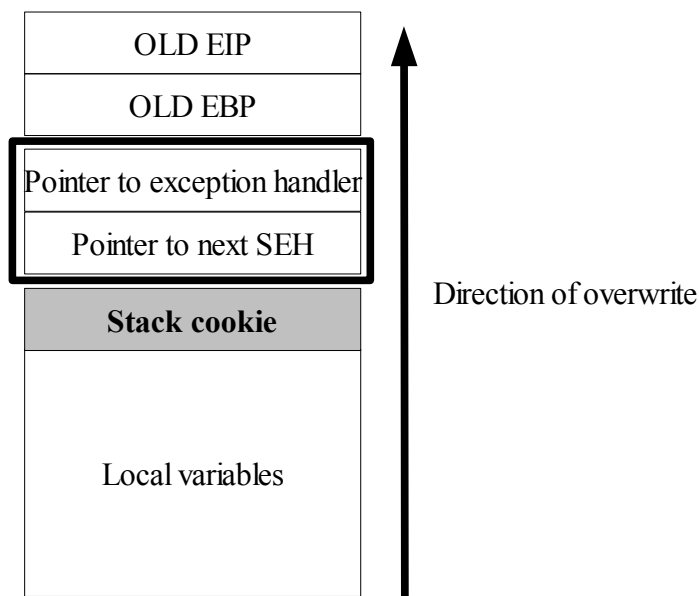 OLD EIP
OLD EBP
Pointer to exception handler
Pointer to next SEH
Direction of overwrite
Stack cookie
Local variables